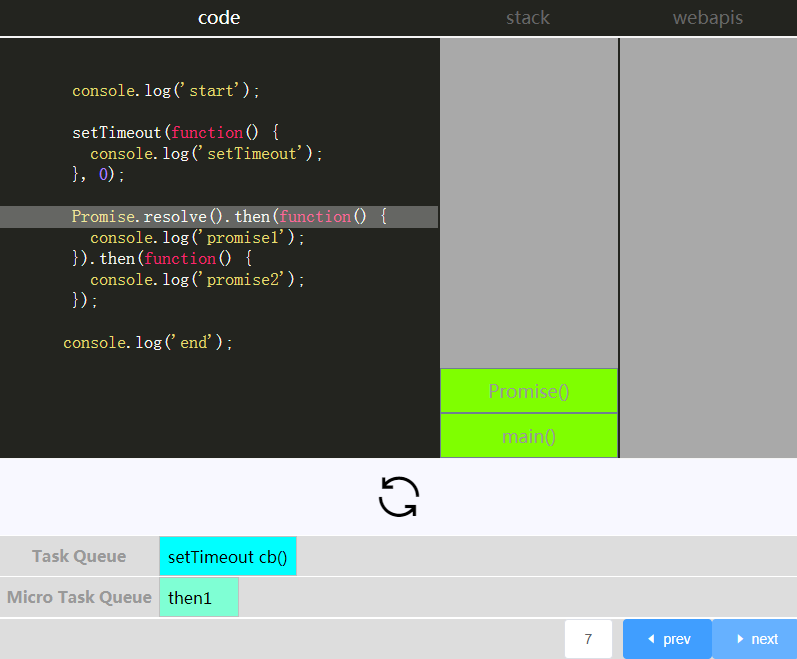 code
stack
webapis
console.log('start');
setTimeout(function() {
console.log('setTimeout');
}, 0);
Promise.resolve().then(function() {
console.log('promise1');
}).then(function() {
console.log('promise2');
});
console.log('end');
Promise()
main()
Task Queue
setTimeout cb()
Micro Task Queue
then1
7
prev
next